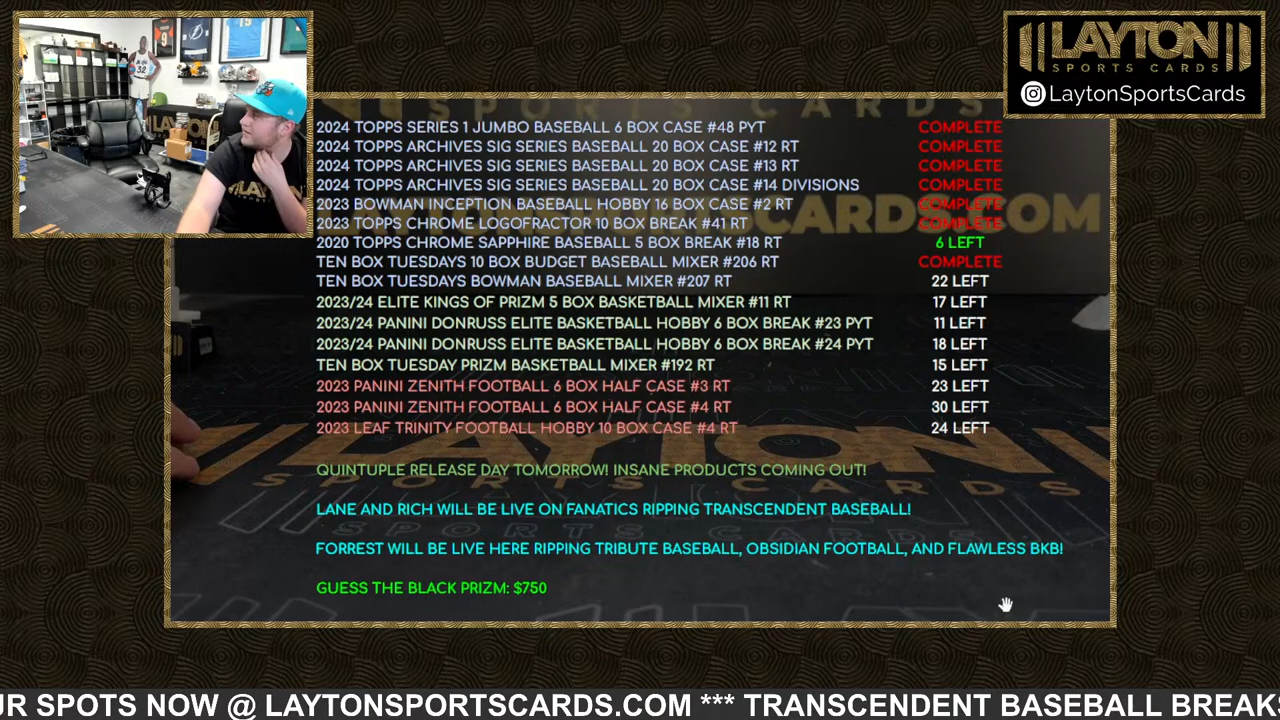 LAYTON
SPORTS CARDS
LaytonSportsCards
SPORTS CARDS
2024 TOPPS SERIES 1 JUMBO BASEBALL 6 BOX CASE #48 PYT COMPLETE
2024 TOPPS ARCHIVES SIG SERIES BASEBALL 20 BOX CASE #12 RT COMPLETE
2024 TOPPS ARCHIVES SIG SERIES BASEBALL 20 BOX CASE #13 RT COMPLETE
2024 TOPPS ARCHIVES SIG SERIES BASEBALL 20 BOX CASE #14 DIVISIONS COMPLETE
2023 BOWMAN INCEPTION BASEBALL HOBBY 16 BOX CASE #2 RT COMPLETE
2023 TOPPS CHROME LOGOFRACTOR 10 BOX BREAK #41 RT COMPLETE
2020 TOPPS CHROME SAPPHIRE BASEBALL 5 BOX BREAK #18 RT 6 LEFT
TEN BOX TUESDAYS 10 BOX BUDGET BASEBALL MIXER #206 RT COMPLETE
TEN BOX TUESDAYS BOWMAN BASEBALL MIXER #207 RT 22 LEFT
2023/24 ELITE KINGS OF PRIZM 5 BOX BASKETBALL MIXER #11 RT 17 LEFT
2023/24 PANINI DONRUSS ELITE BASKETBALL HOBBY 6 BOX BREAK #23 PYT 11 LEFT
2023/24 PANINI DONRUSS ELITE BASKETBALL HOBBY 6 BOX BREAK #24 PYT 18 LEFT
TEN BOX TUESDAY PRIZM BASKETBALL MIXER #192 RT 15 LEFT
2023 PANINI ZENITH FOOTBALL 6 BOX HALF CASE #3 RT 23 LEFT
2023 PANINI ZENITH FOOTBALL 6 BOX HALF CASE #4 RT 30 LEFT
2023 LEAF TRINITY FOOTBALL HOBBY 10 BOX CASE #4 RT 24 LEFT
QUINTUPLE RELEASE DAY TOMORROW! INSANE PRODUCTS COMING OUT!
LANE AND RICH WILL BE LIVE ON FANATICS RIPPING TRANSCENDENT BASEBALL!
FORREST WILL BE LIVE HERE RIPPING TRIBUTE BASEBALL, OBSIDIAN FOOTBALL, AND FLAWLESS BKB!
GUESS THE BLACK PRIZM: $750
UR SPOTS NOW @ LAYTONSPORTSCARDS.COM *** TRANSCENDENT BASEBALL BREAKS